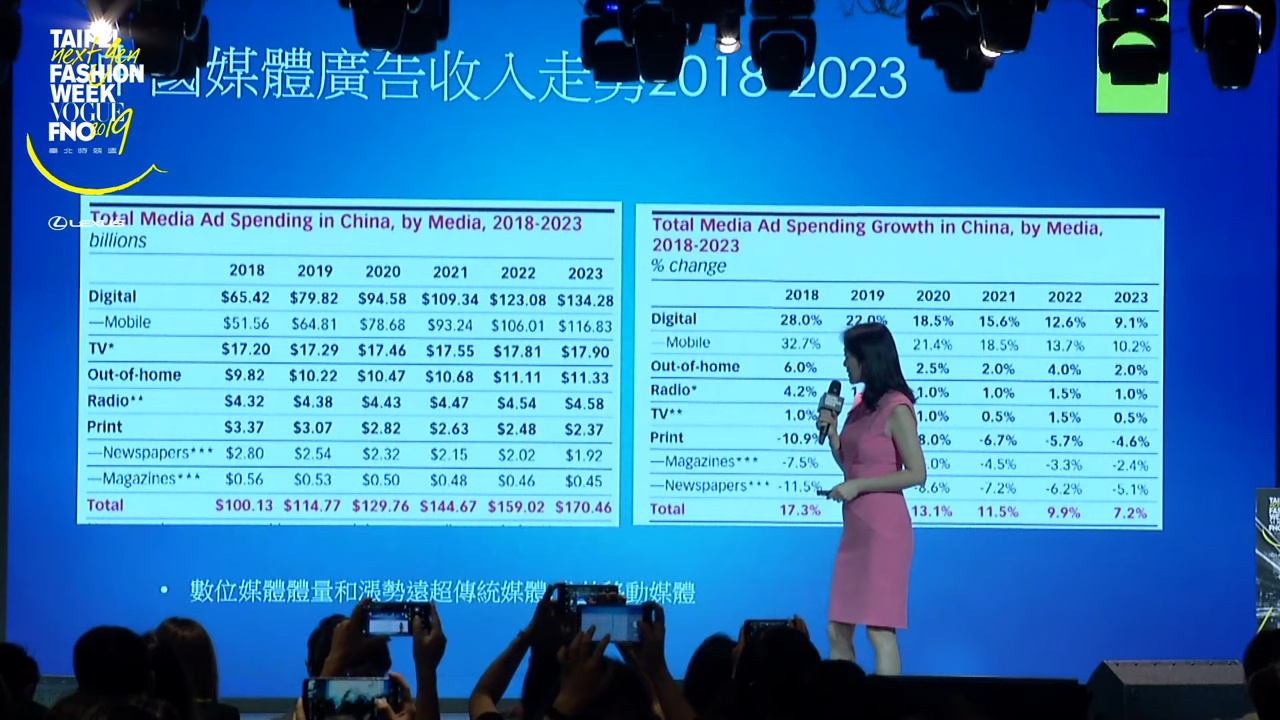 TAIPEI
next gen
FASHION
WEEK
VOGUE
FNO 2019
臺北時裝週
LEXUS
國媒體廣告收入走勢2018-2023
Total Media Ad Spending in China, by Media, 2018-2023
billions
2018 2019 2020 2021 2022 2023
Digital $65.42 $79.82 $94.58 $109.34 $123.08 $134.28
—Mobile $51.56 $64.81 $78.68 $93.24 $106.01 $116.83
TV* $17.20 $17.29 $17.46 $17.55 $17.81 $17.90
Out-of-home $9.82 $10.22 $10.47 $10.68 $11.11 $11.33
Radio** $4.32 $4.38 $4.43 $4.47 $4.54 $4.58
Print $3.37 $3.07 $2.82 $2.63 $2.48 $2.37
—Newspapers*** $2.80 $2.54 $2.32 $2.15 $2.02 $1.92
—Magazines*** $0.56 $0.53 $0.50 $0.48 $0.46 $0.45
Total $100.13 $114.77 $129.76 $144.67 $159.02 $170.46
Total Media Ad Spending Growth in China, by Media,
2018-2023
% change
2018 2019 2020 2021 2022 2023
Digital 28.0% 22.0% 18.5% 15.6% 12.6% 9.1%
—Mobile 32.7% 21.4% 18.5% 13.7% 10.2%
Out-of-home 6.0% 2.5% 2.0% 4.0% 2.0%
Radio* 4.2% 1.0% 1.0% 1.5% 1.0%
TV** 1.0% 1.0% 0.5% 1.5% 0.5%
Print -10.9% 8.0% -6.7% -5.7% -4.6%
—Magazines*** -7.5% .0% -4.5% -3.3% -2.4%
—Newspapers*** -11.5% -8.6% -7.2% -6.2% -5.1%
Total 17.3% 13.1% 11.5% 9.9% 7.2%
• 數位媒體體量和漲勢遠超傳統媒體 移動媒體